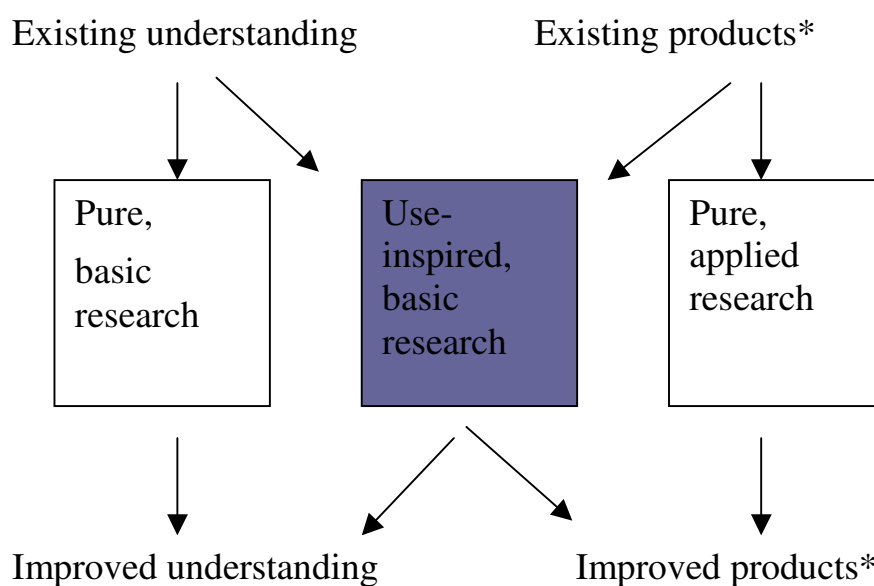 Existing understanding
Existing products*
Pure,
basic
research
Use-
inspired,
basic
research
Pure,
applied
research
Improved understanding
Improved products*